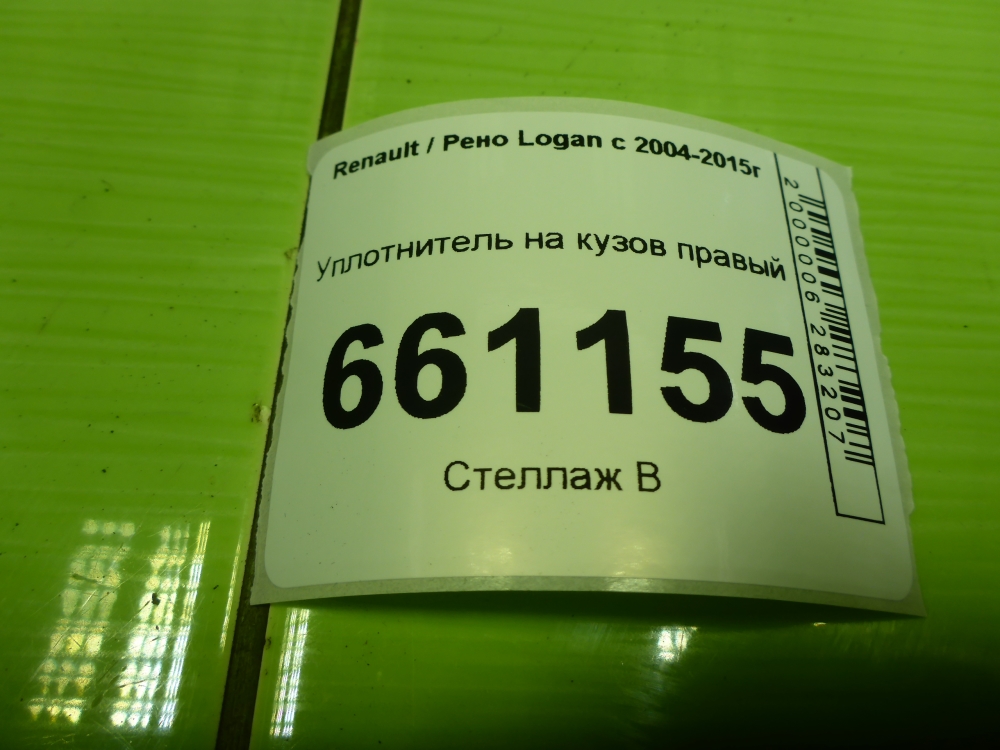 Renault / Рено Logan с 2004-2015г
Уплотнитель на кузов правый
661155
Стеллаж В
2000006283207